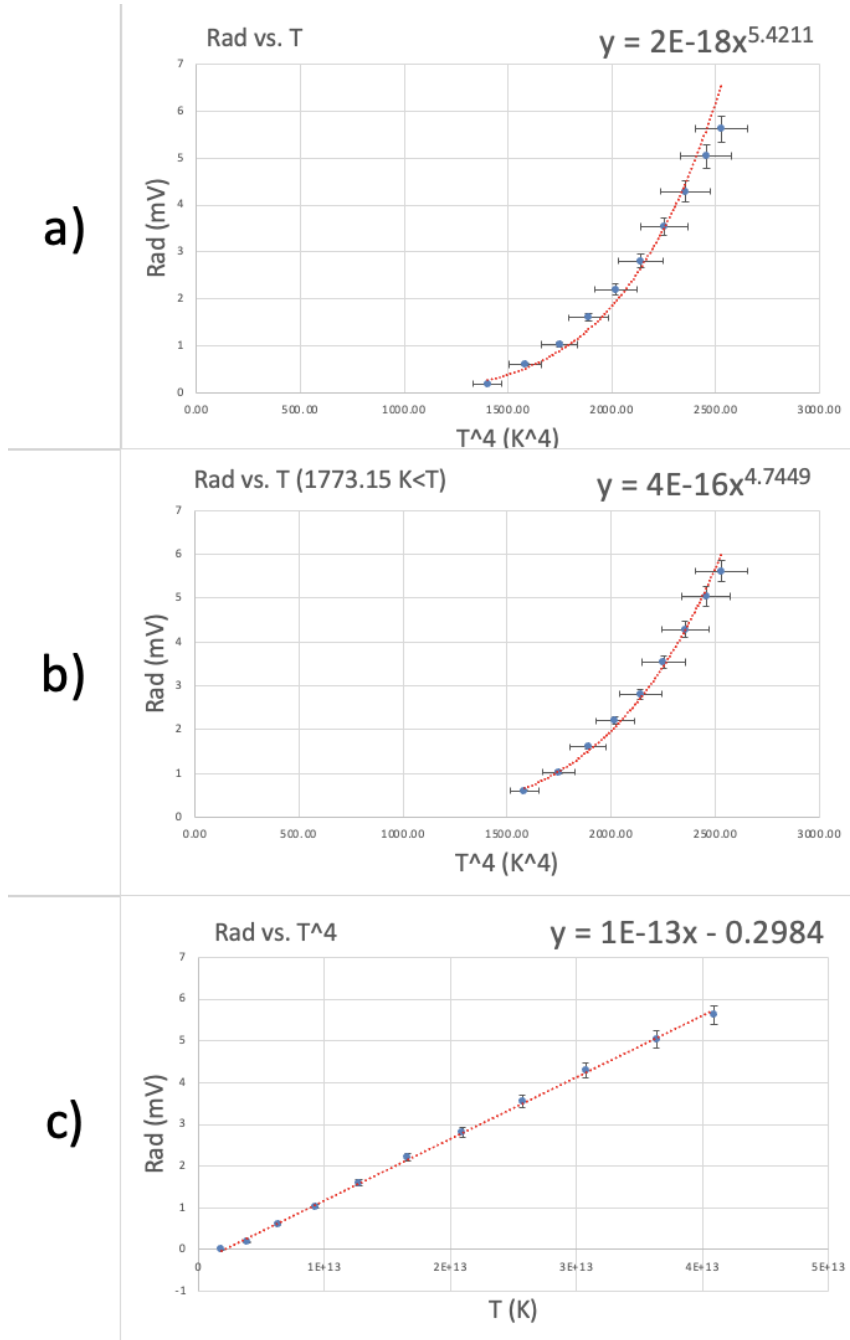 a)
Rad vs. T
y = 2E-18x^5.4211
Rad (mV)
7
6
5
4
3
2
1
0
0.00 500.00 1000.00 1500.00 2000.00 2500.00 3000.00
T^4 (K^4)
b)
Rad vs. T (1773.15 K<T)
y = 4E-16x^4.7449
Rad (mV)
7
6
5
4
3
2
1
0
0.00 500.00 1000.00 1500.00 2000.00 2500.00 3000.00
T^4 (K^4)
c)
Rad vs. T^4
y = 1E-13x - 0.2984
Rad (mV)
7
6
5
4
3
2
1
0
-1
0 1E+13 2E+13 3E+13 4E+13 5E+13
T (K)